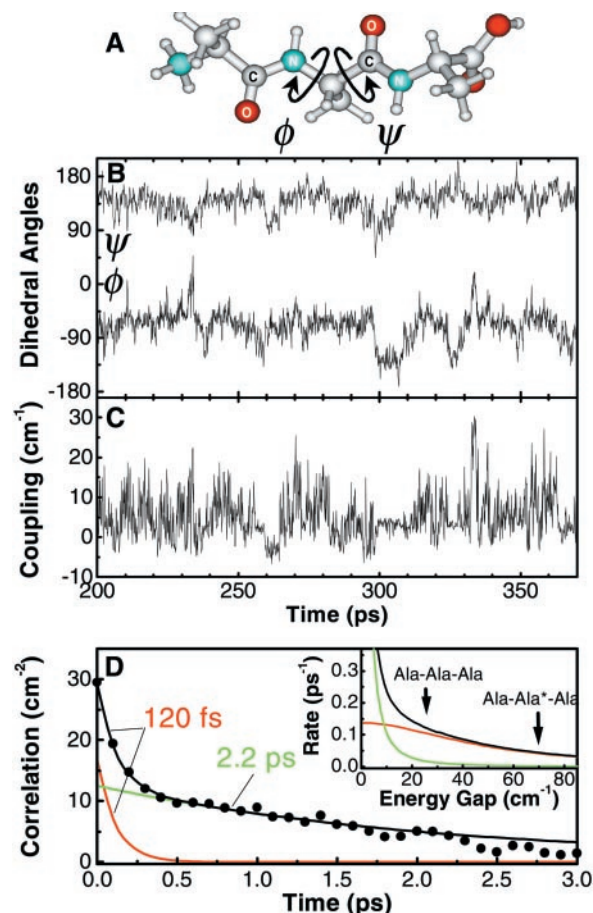 A
O
N
C
C
N
O
O
ϕ ψ
B
Dihedral Angles
180
90
0
-90
-180
ψ
ϕ
C
Coupling (cm-1)
30
20
10
0
-10
200 250 300 350
Time (ps)
D
Correlation (cm-2)
30
20
10
0
0.0 0.5 1.0 1.5 2.0 2.5 3.0
Time (ps)
120 fs
2.2 ps
Rate (ps-1)
0.3
0.2
0.1
0.0
0 20 40 60 80
Energy Gap (cm-1)
Ala-Ala-Ala
Ala-Ala*-Ala